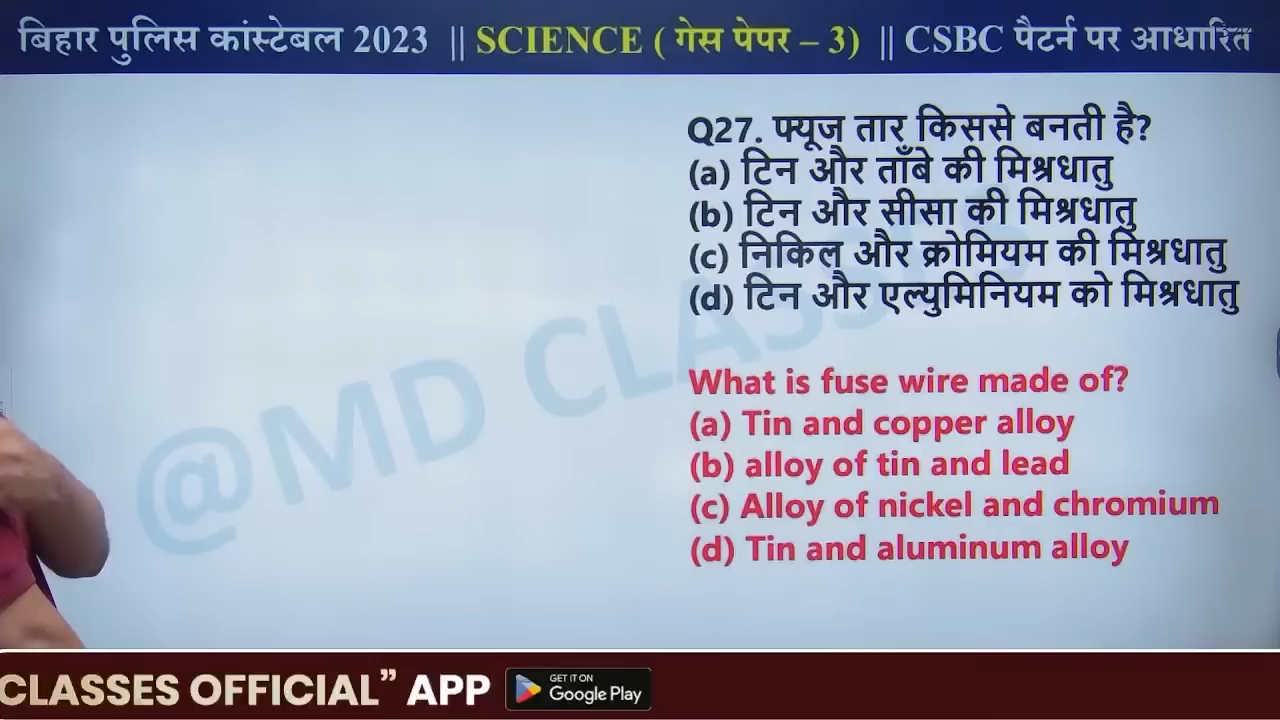 बिहार पुलिस कांस्टेबल 2023 || SCIENCE ( गेस पेपर – 3) || CSBC पैटर्न पर आधारित
Q27. फ्यूज तार किससे बनती है?
(a) टिन और ताँबे की मिश्रधातु
(b) टिन और सीसा की मिश्रधातु
(c) निकिल और क्रोमियम की मिश्रधातु
(d) टिन और एल्युमिनियम को मिश्रधातु
What is fuse wire made of?
(a) Tin and copper alloy
(b) alloy of tin and lead
(c) Alloy of nickel and chromium
(d) Tin and aluminum alloy
@MD CLASSES
CLASSES OFFICIAL” APP
GET IT ON
Google Play